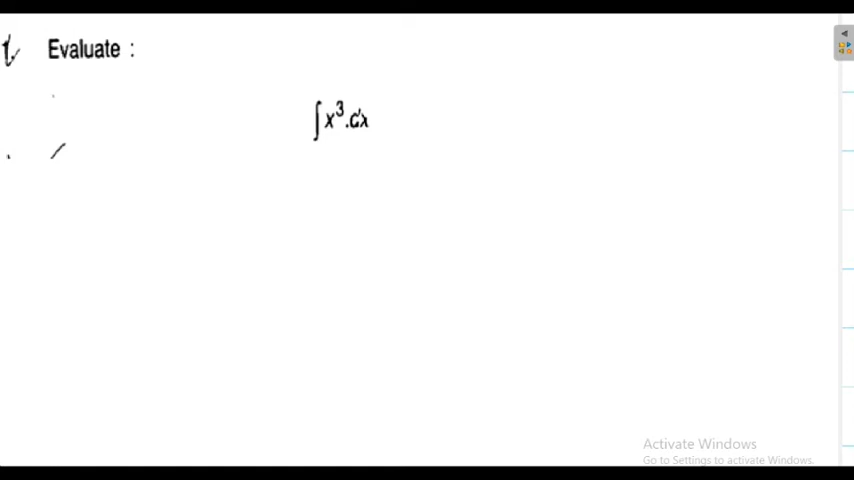 Evaluate :
∫x³.dx
Activate Windows
Go to Settings to activate Windows.